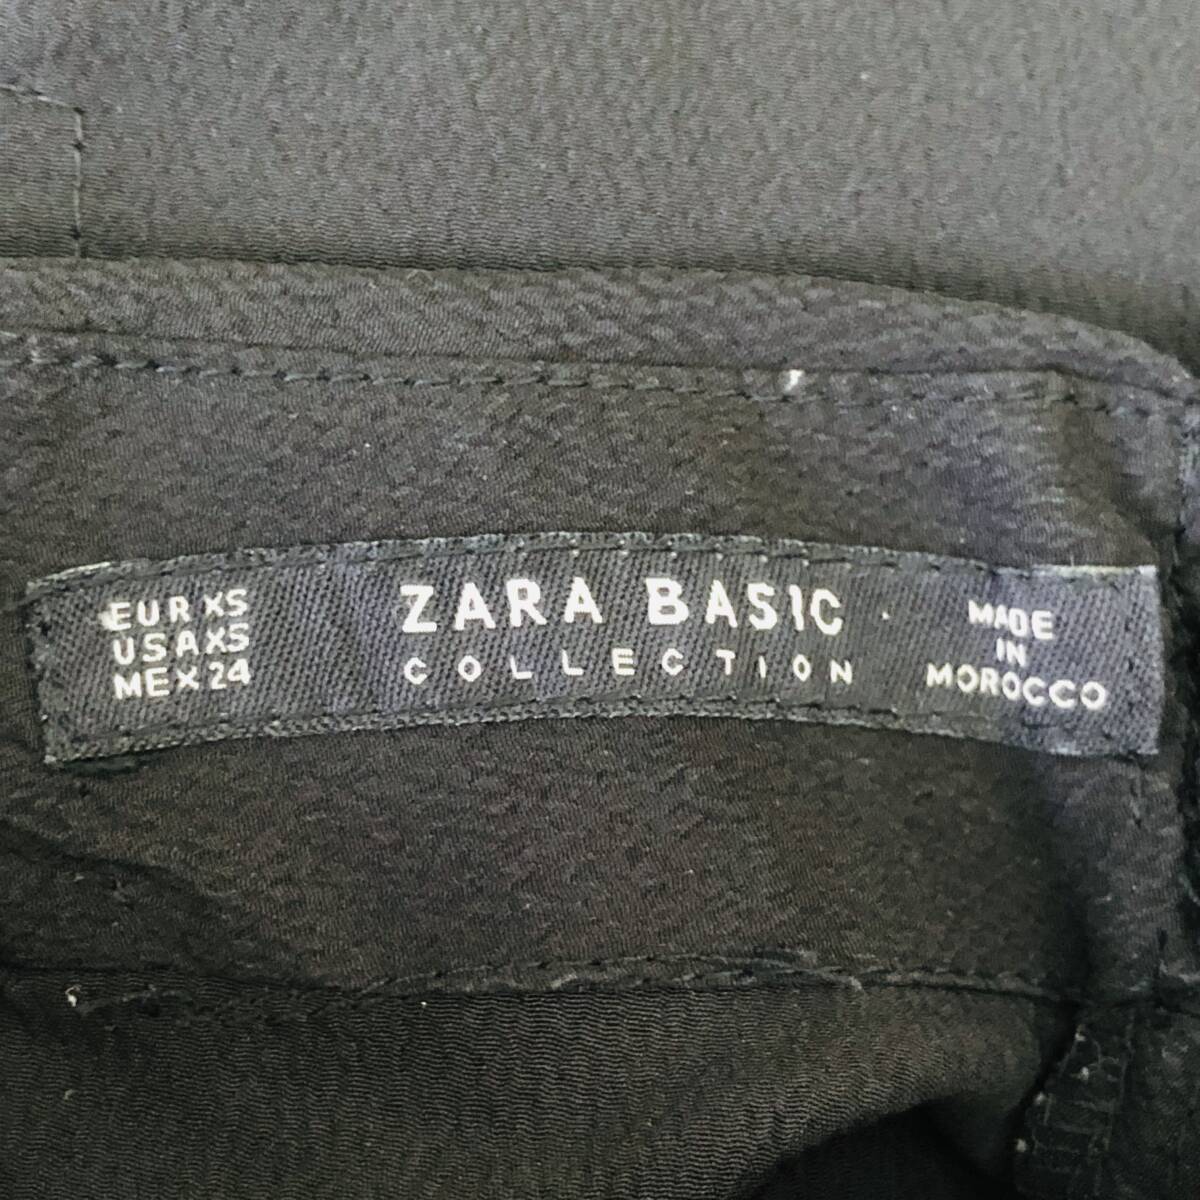 EUR XS
USA XS
MEX 24
ZARA BASIC
COLLECTION
MADE
IN
MOROCCO